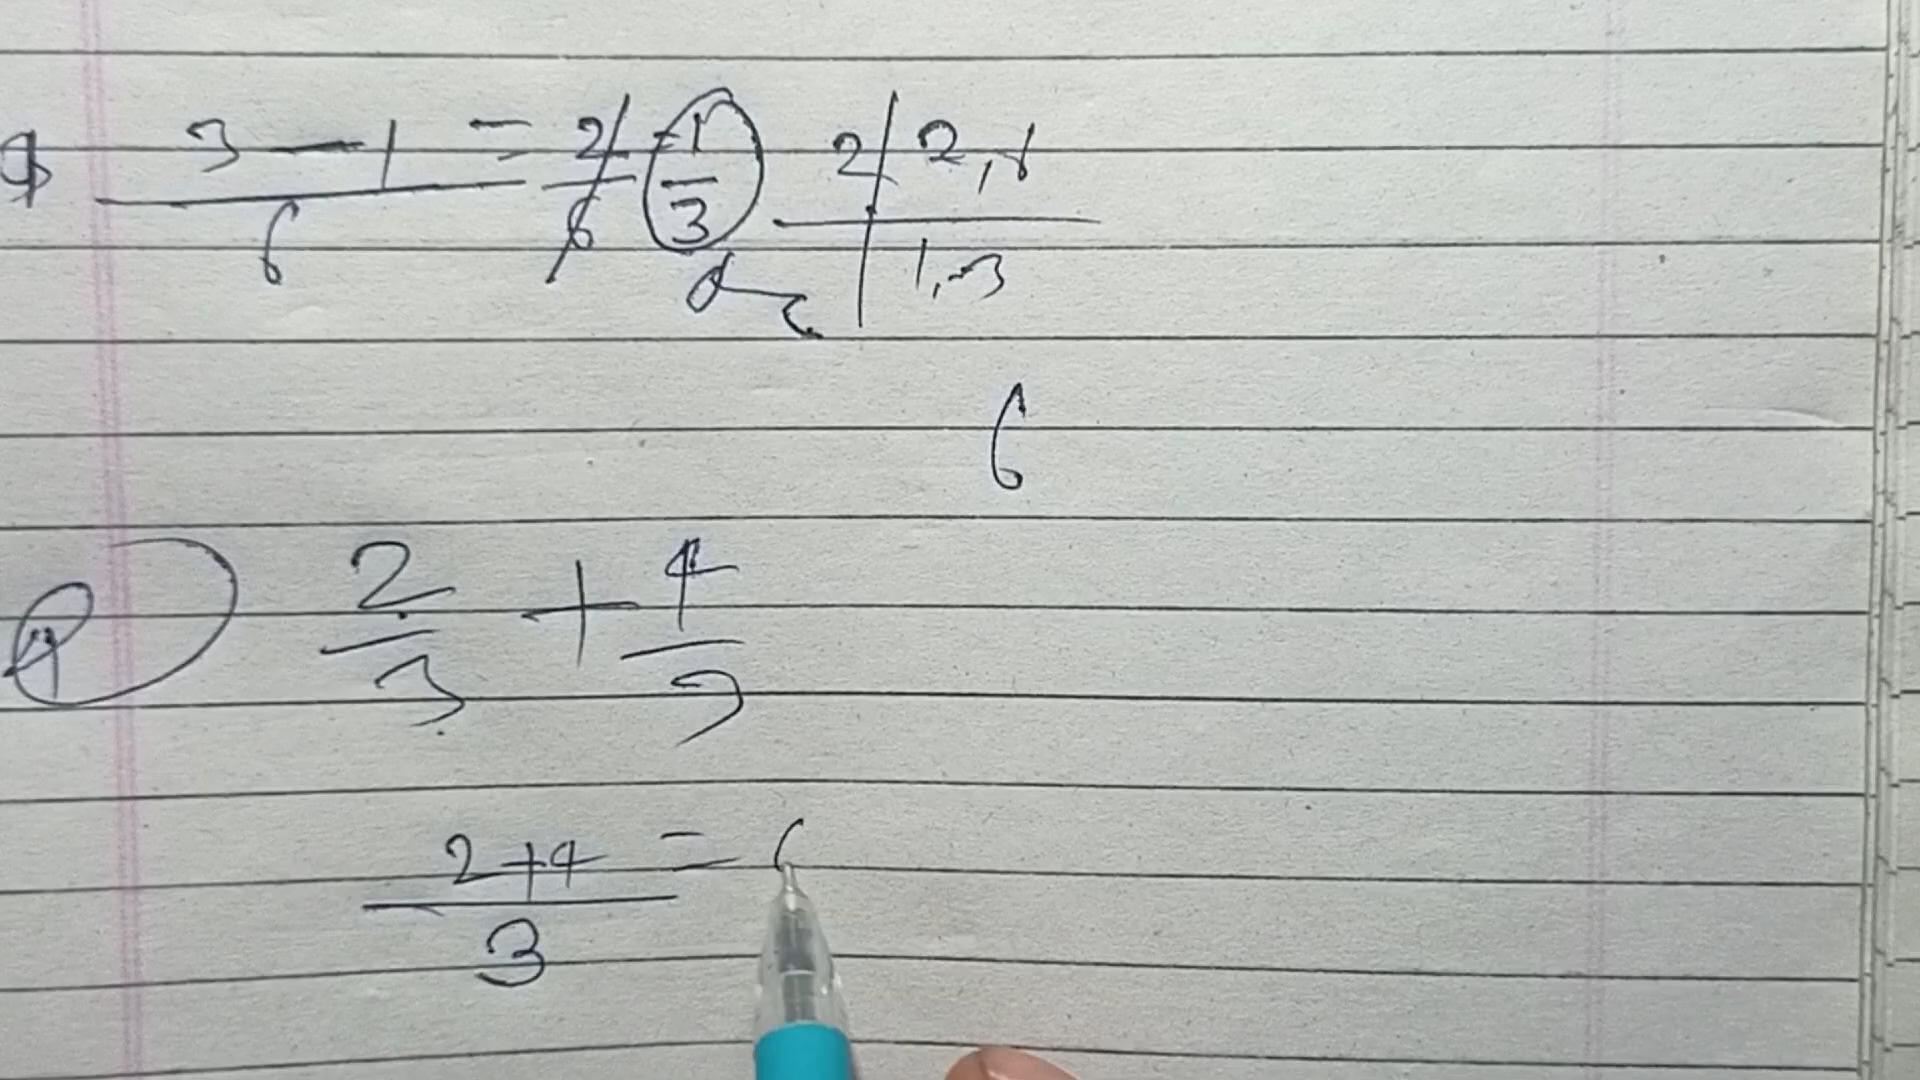 3 - 1 = 2 - 1 2 2, 6
6 6 3 1, 3
6
4) 2 + 4
3 3
2+4 = 6
3